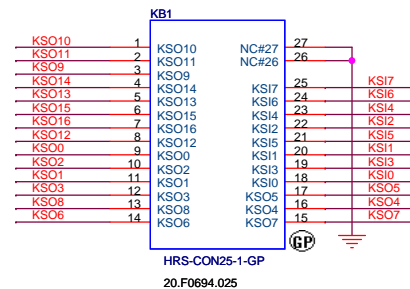 KB1
KSO10 1 KSO10 NC#27 27
KSO11 2 KSO11 NC#26 26
KSO9 3 KSO9
KSO14 4 KSO14 KSI7 25 KSI7
KSO13 5 KSO13 KSI6 24 KSI6
KSO15 6 KSO15 KSI4 23 KSI4
KSO16 7 KSO16 KSI2 22 KSI2
KSO12 8 KSO12 KSI5 21 KSI5
KSO0 9 KSO0 KSI1 20 KSI1
KSO2 10 KSO2 KSI3 19 KSI3
KSO1 11 KSO1 KSI0 18 KSI0
KSO3 12 KSO3 KSO5 17 KSO5
KSO8 13 KSO8 KSO4 16 KSO4
KSO6 14 KSO6 KSO7 15 KSO7
GP
HRS-CON25-1-GP
20.F0694.025